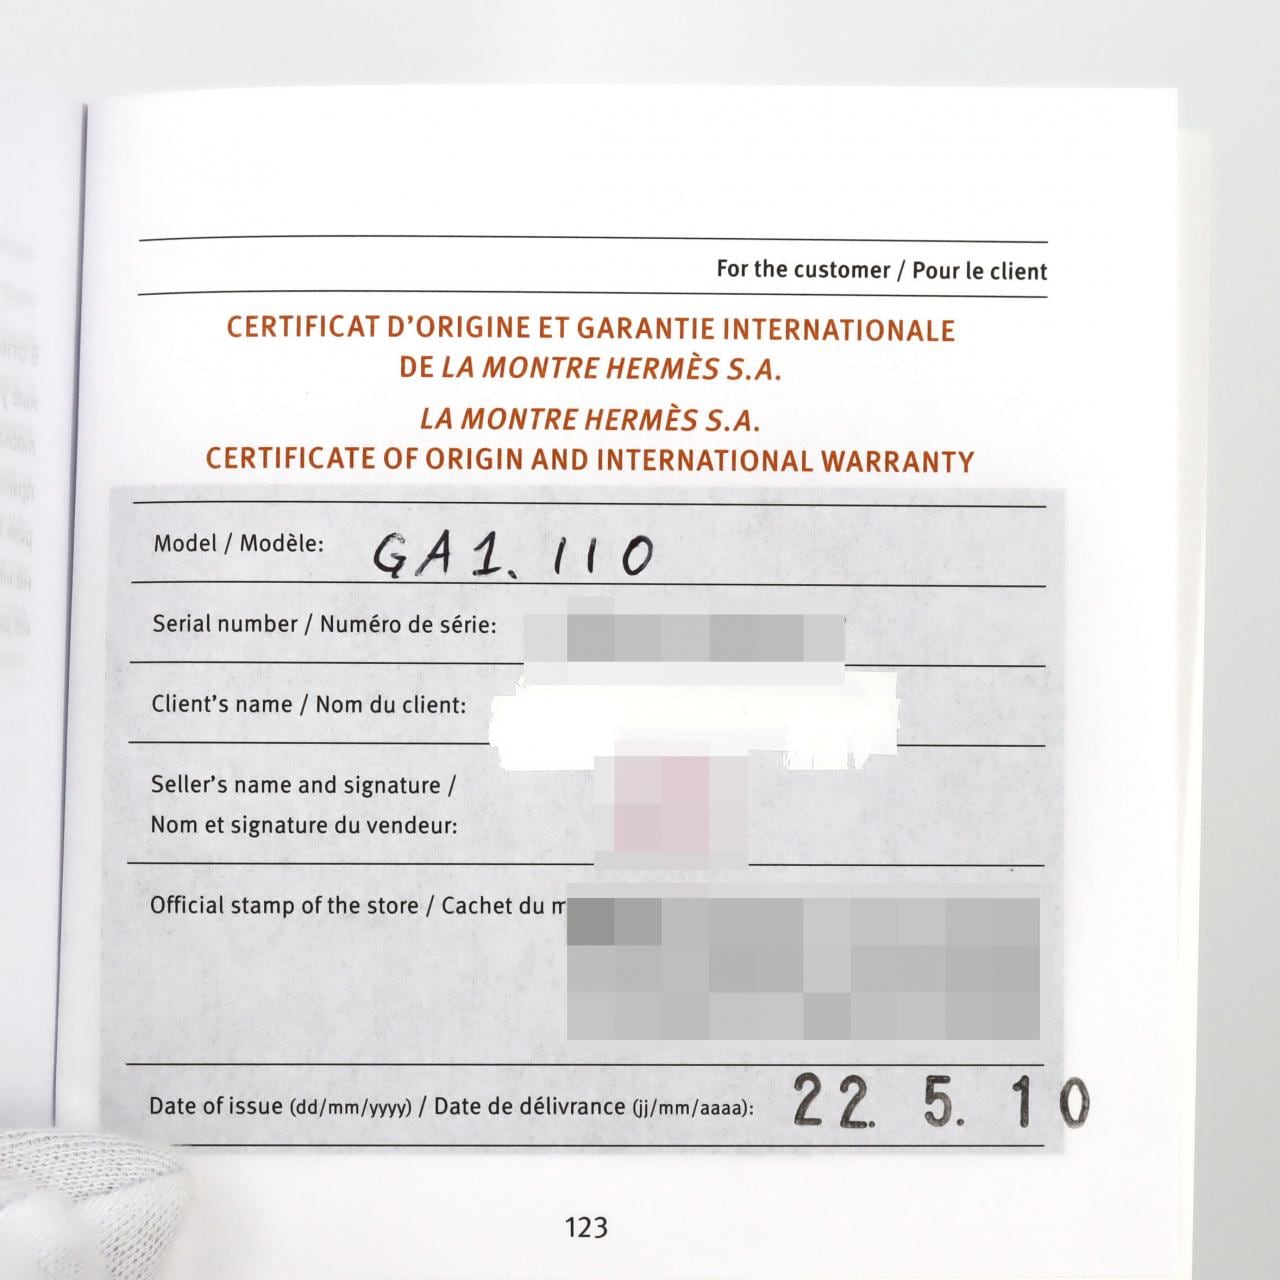 For the customer / Pour le client
CERTIFICAT D'ORIGINE ET GARANTIE INTERNATIONALE
DE LA MONTRE HERMÈS S.A.
LA MONTRE HERMÈS S.A.
CERTIFICATE OF ORIGIN AND INTERNATIONAL WARRANTY
Model / Modèle: GA1.110
Serial number / Numéro de série:
Client's name / Nom du client:
Seller's name and signature /
Nom et signature du vendeur:
Official stamp of the store / Cachet du
Date of issue (dd/mm/yyyy) / Date de délivrance (jj/mm/aaaa): 22. 5. 10
123